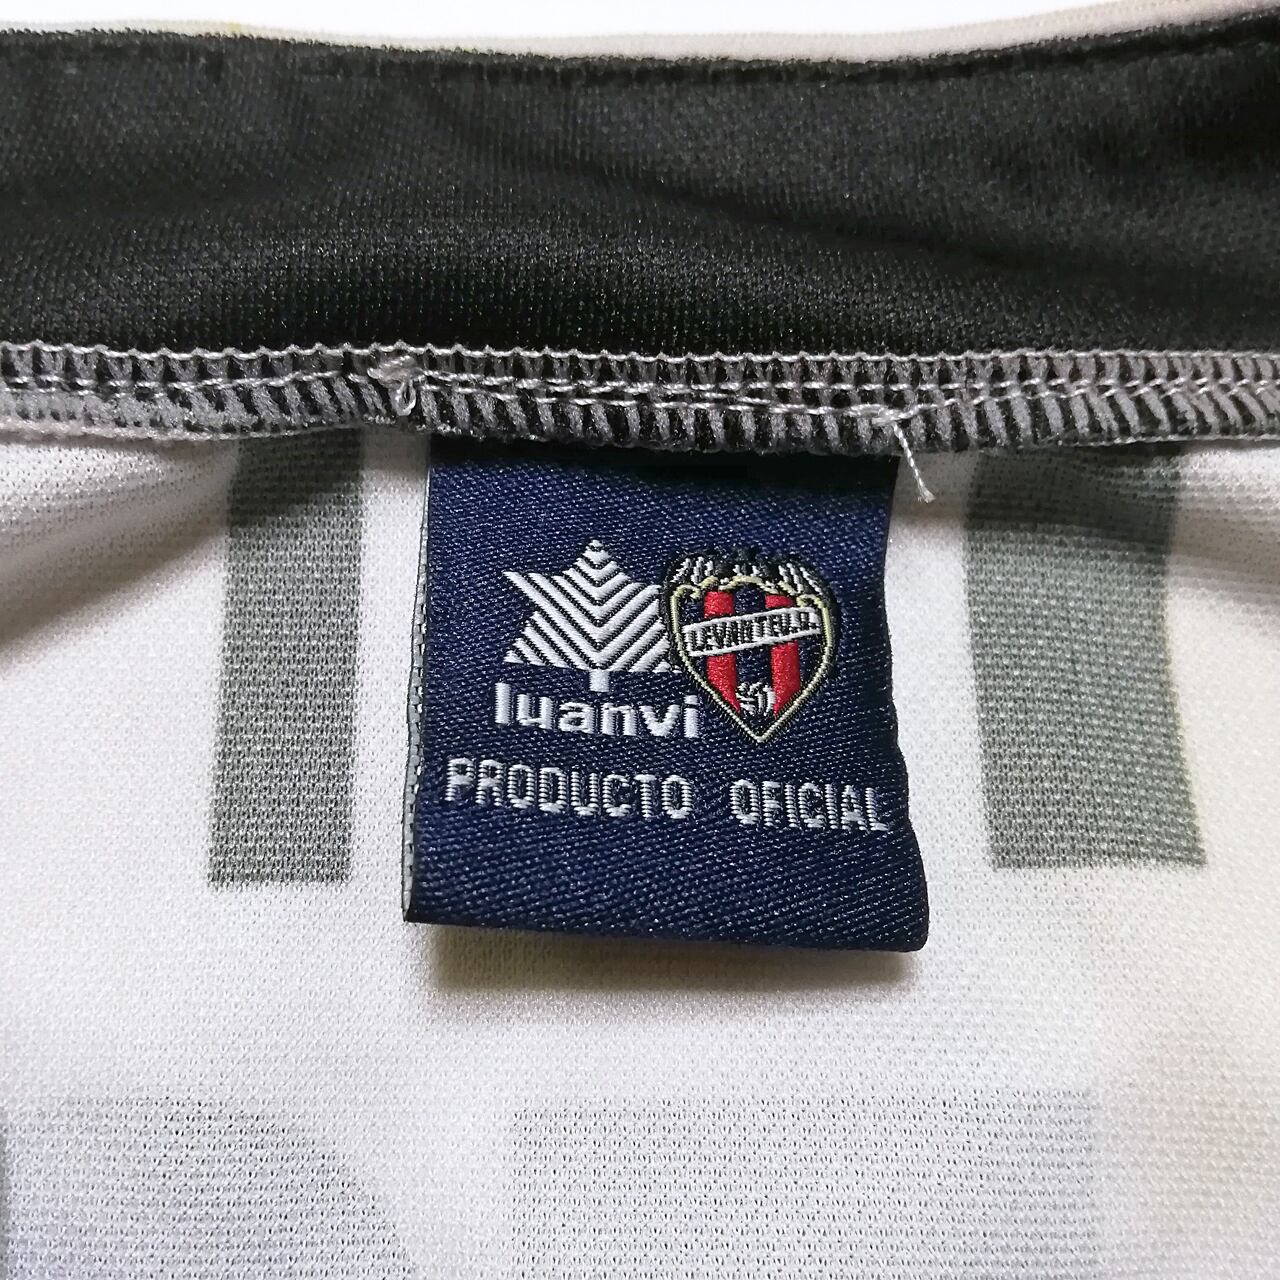 LEVANTE U.D.
luanvi
PRODUCTO OFICIAL